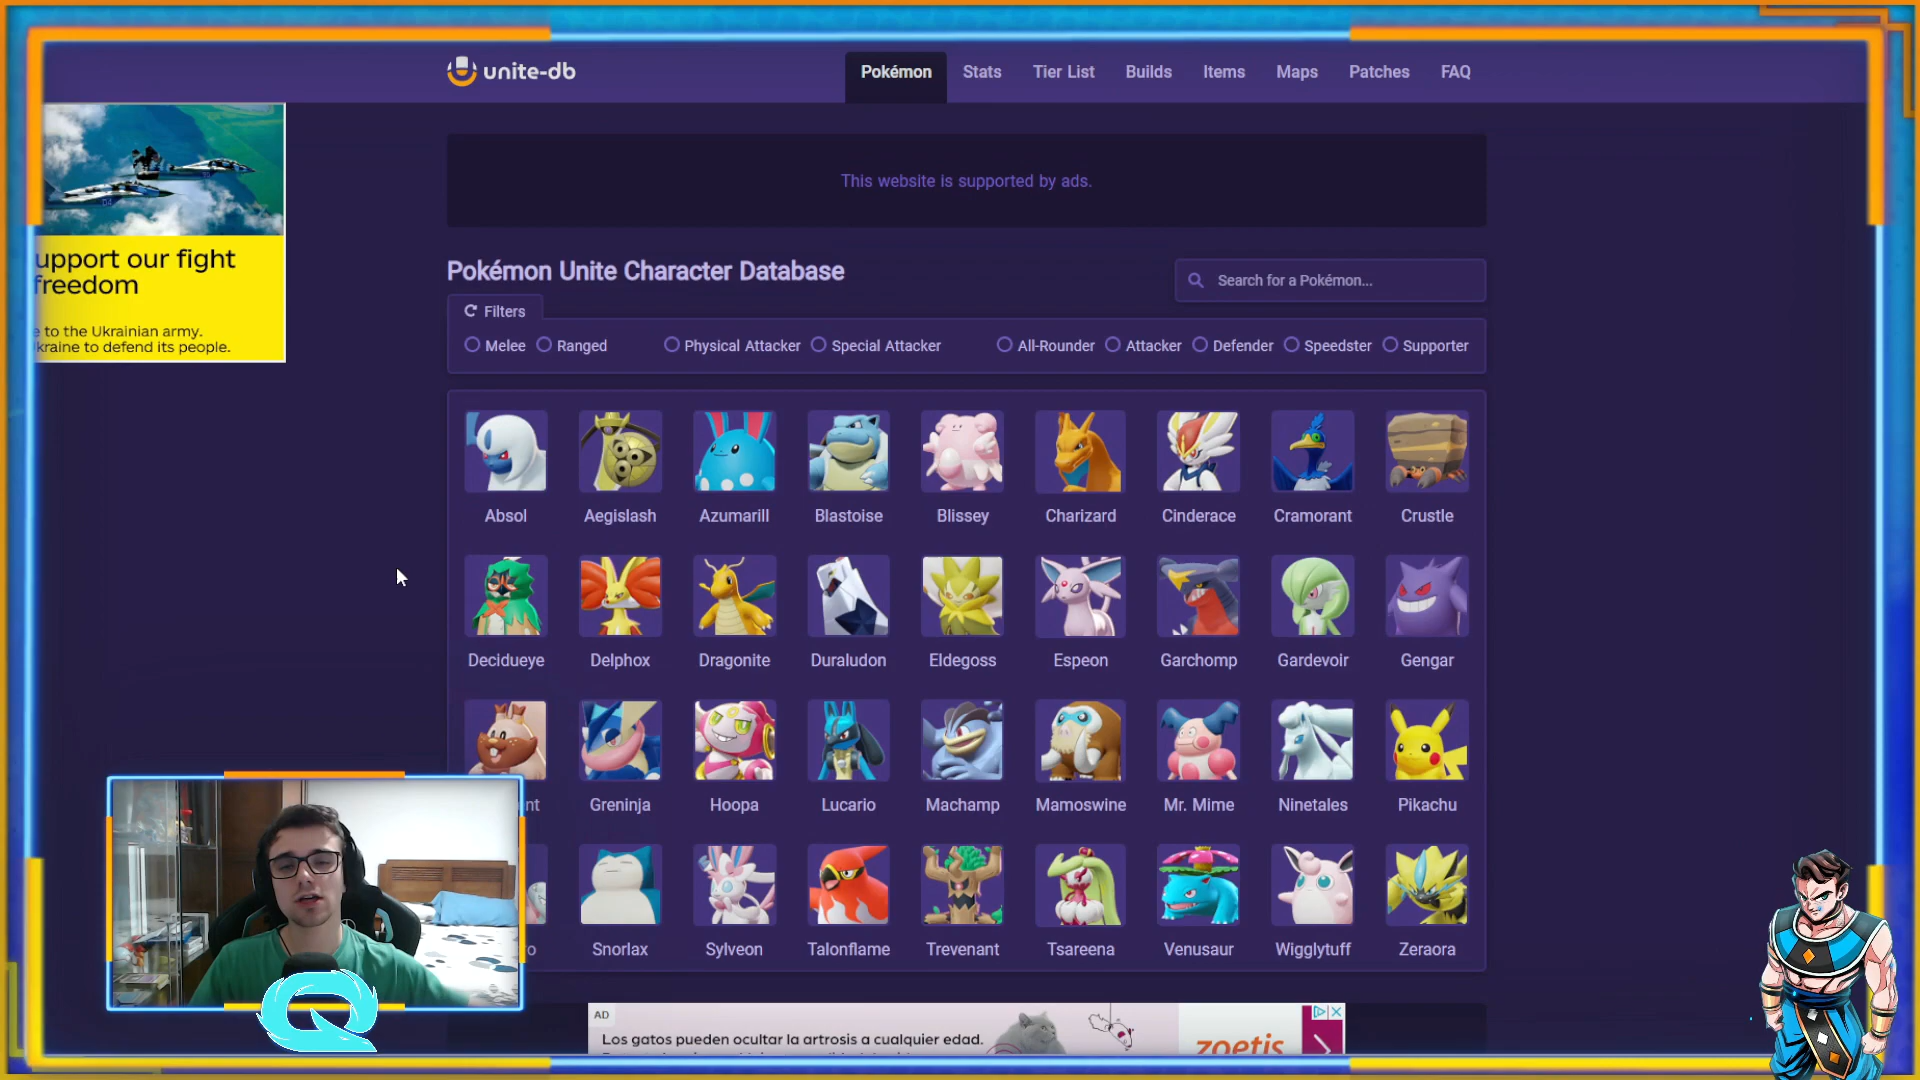 unite-db
Pokémon Stats Tier List Builds Items Maps Patches FAQ
This website is supported by ads.
upport our fight
freedom
e to the Ukrainian army.
kraine to defend its people.
Pokémon Unite Character Database
Search for a Pokémon...
Filters
Melee Ranged Physical Attacker Special Attacker All-Rounder Attacker Defender Speedster Supporter
Absol Aegislash Azumarill Blastoise Blissey Charizard Cinderace Cramorant Crustle
Decidueye Delphox Dragonite Duraludon Eldegoss Espeon Garchomp Gardevoir Gengar
nt Greninja Hoopa Lucario Machamp Mamoswine Mr. Mime Ninetales Pikachu
o Snorlax Sylveon Talonflame Trevenant Tsareena Venusaur Wigglytuff Zeraora
AD
Los gatos pueden ocultar la artrosis a cualquier edad.
zoetis